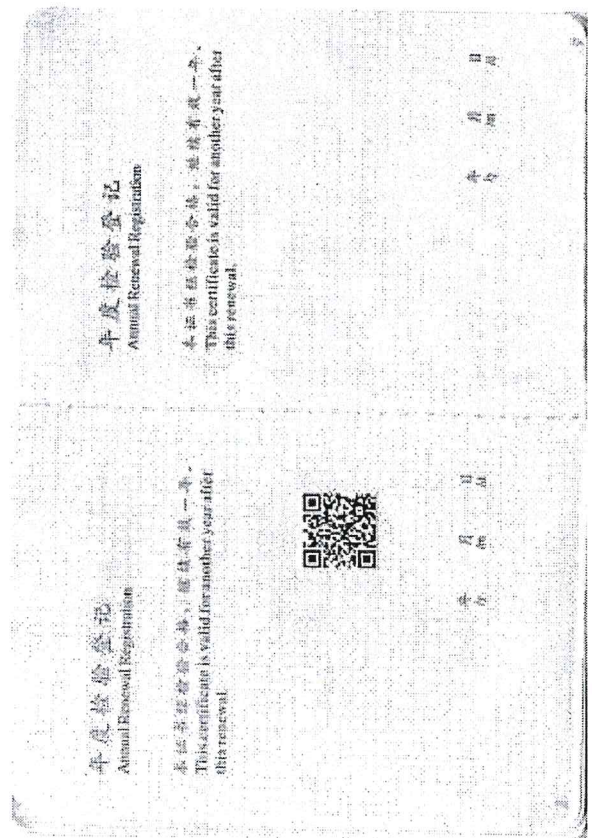 年度检验登记
Annual Renewal Registration
本证书经检验合格，继续有效一年。
This certificate is valid for another year after
this renewal.
年 月 日
年度检验登记
Annual Renewal Registration
本证书经检验合格，继续有效一年。
This certificate is valid for another year after
this renewal.
年 月 日